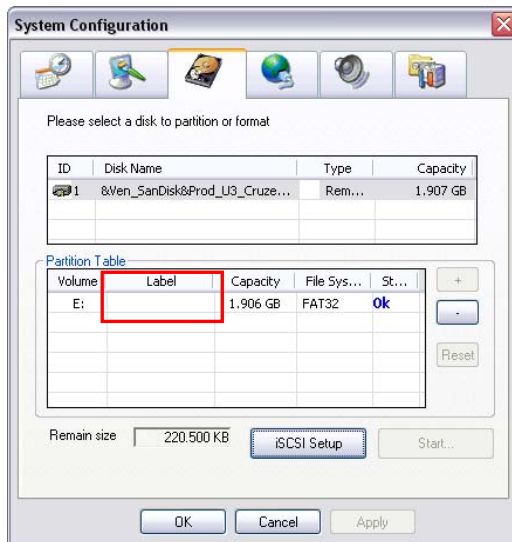 System Configuration
Please select a disk to partition or format
ID Disk Name Type Capacity
1 &Ven_SanDisk&Prod_U3_Cruze... Rem... 1.907 GB
Partition Table
Volume Label Capacity File Sys... St...
E: 1.906 GB FAT32 Ok
+
-
Reset
Remain size 220.500 KB iSCSI Setup Start...
OK Cancel Apply